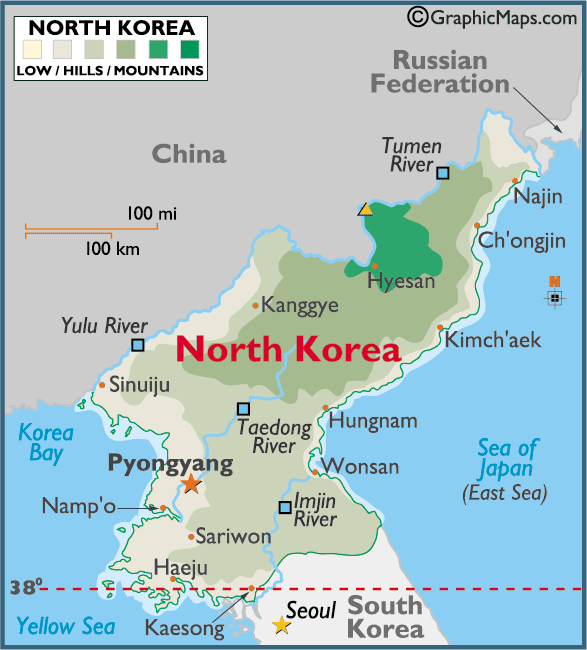 ©GraphicMaps.com
NORTH KOREA
LOW / HILLS / MOUNTAINS
Russian
Federation
China
Tumen
River
Najin
100 mi
100 km
Ch'ongjin
Hyesan
N
Kanggye
Yulu River
North Korea
Kimch'aek
Sinuiju
Hungnam
Taedong
River
Korea
Bay
Pyongyang
Wonsan
Sea of
Japan
(East Sea)
Namp'o
Imjin
River
Sariwon
Haeju
38°
Seoul
South
Korea
Yellow Sea
Kaesong